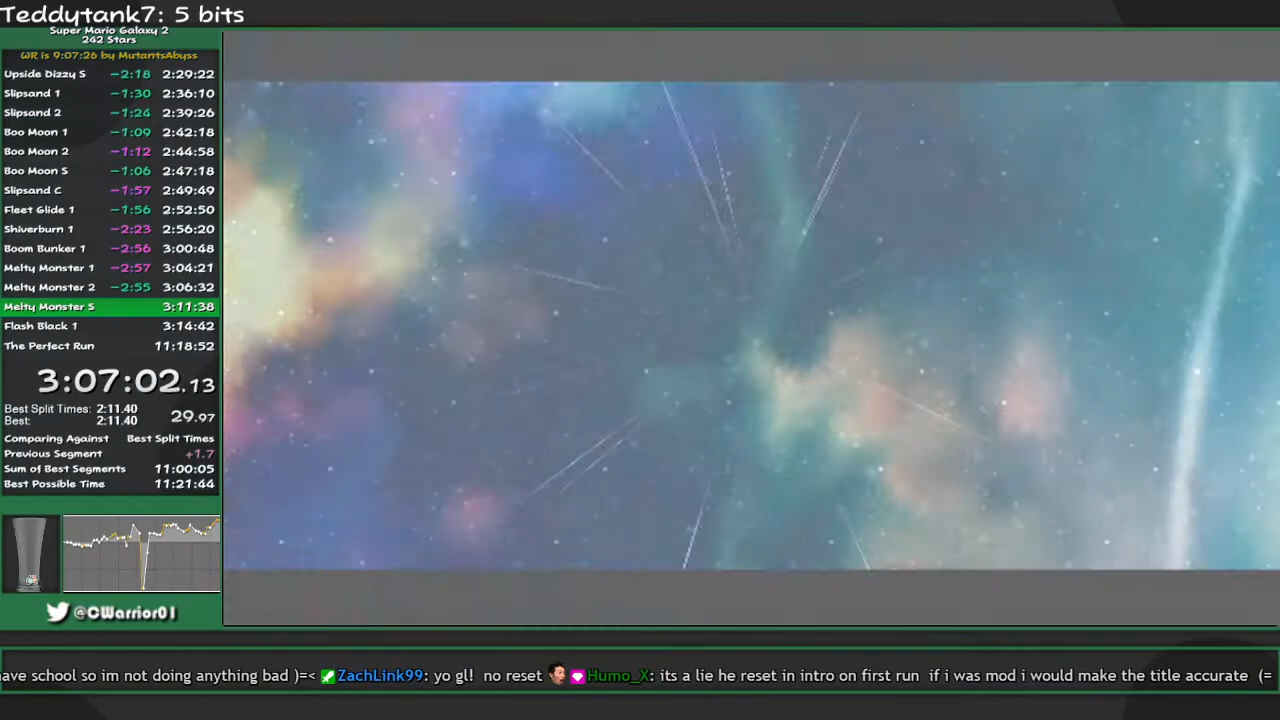 Teddytank7: 5 bits
Super Mario Galaxy 2
242 Stars
WR is 9:07:26 by MutantsAbyss
Upside Dizzy S −2:18 2:29:22
Slipsand 1 −1:30 2:36:10
Slipsand 2 −1:24 2:39:26
Boo Moon 1 −1:09 2:42:18
Boo Moon 2 −1:12 2:44:58
Boo Moon S −1:06 2:47:18
Slipsand C −1:57 2:49:49
Fleet Glide 1 −1:56 2:52:50
Shiverburn 1 −2:23 2:56:20
Boom Bunker 1 −2:56 3:00:48
Melty Monster 1 −2:57 3:04:21
Melty Monster 2 −2:55 3:06:32
Melty Monster S 3:11:38
Flash Black 1 3:14:42
The Perfect Run 11:18:52
3:07:02.13
Best Split Times: 2:11.40 29.97
Best: 2:11.40
Comparing Against Best Split Times
Previous Segment +1.7
Sum of Best Segments 11:00:05
Best Possible Time 11:21:44
@CWarrior01
ave school so im not doing anything bad )=< ZachLink99: yo gl! no reset Humo_X: its a lie he reset in intro on first run if i was mod i would make the title accurate (=